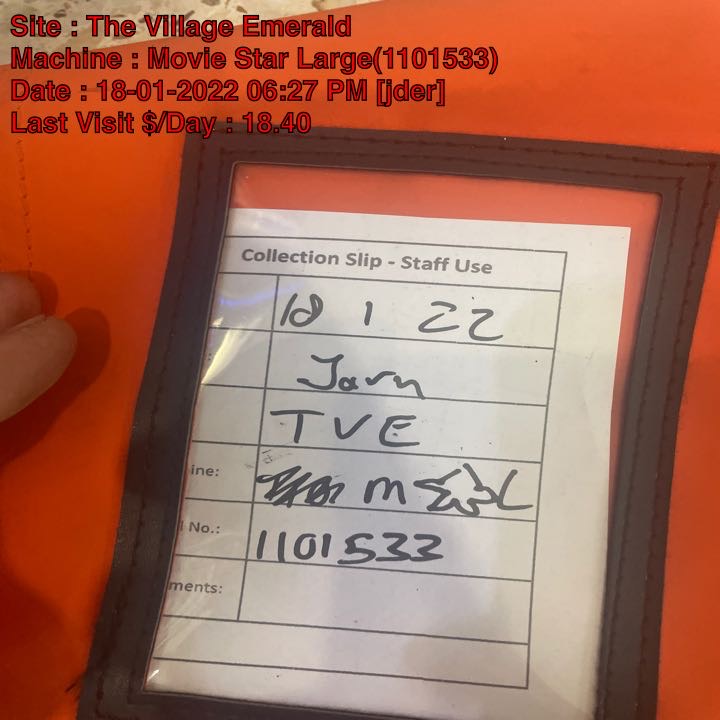 Site : The Village Emerald
Machine : Movie Star Large(1101533)
Date : 18-01-2022 06:27 PM [jder]
Last Visit $/Day : 18.40
Collection Slip - Staff Use
18 1 22
TVE
ine: m
l No.: 1101533
ments: